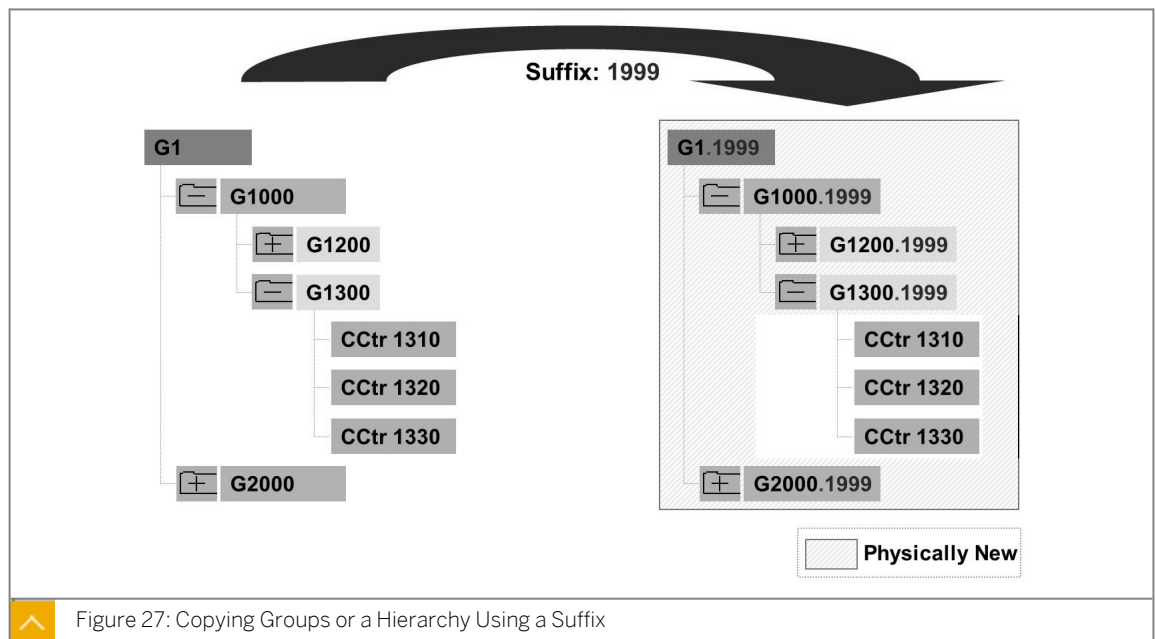 Suffix: 1999
G1
G1000
G1200
G1300
CCtr 1310
CCtr 1320
CCtr 1330
G2000
G1.1999
G1000.1999
G1200.1999
G1300.1999
CCtr 1310
CCtr 1320
CCtr 1330
G2000.1999
Physically New
Figure 27: Copying Groups or a Hierarchy Using a Suffix